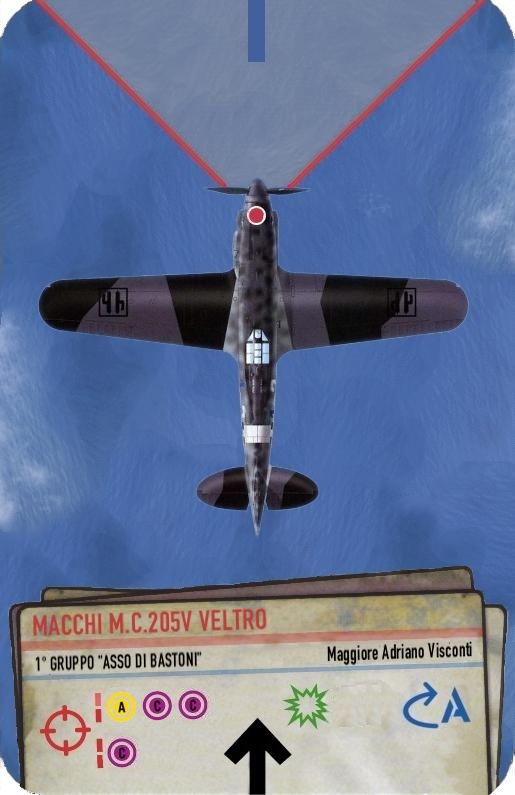 MACCHI M.C.205V VELTRO
1° GRUPPO "ASSO DI BASTONI"
Maggiore Adriano Visconti
A C C
A
C